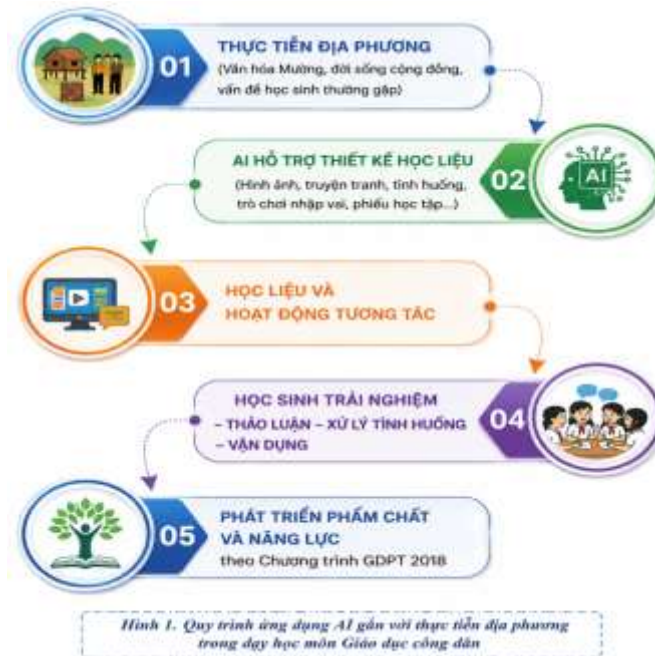 01
THỰC TIỄN ĐỊA PHƯƠNG
(Văn hóa Mường, đời sống cộng đồng,
vấn đề học sinh thường gặp)
AI HỖ TRỢ THIẾT KẾ HỌC LIỆU
(Hình ảnh, truyện tranh, tình huống,
trò chơi nhập vai, phiếu học tập...)
02
AI
03
HỌC LIỆU VÀ
HOẠT ĐỘNG TƯƠNG TÁC
HỌC SINH TRẢI NGHIỆM
– THẢO LUẬN – XỬ LÝ TÌNH HUỐNG
– VẬN DỤNG
04
05
PHÁT TRIỂN PHẨM CHẤT
VÀ NĂNG LỰC
theo Chương trình GDPT 2018
Hình 1. Quy trình ứng dụng AI gắn với thực tiễn địa phương
trong dạy học môn Giáo dục công dân